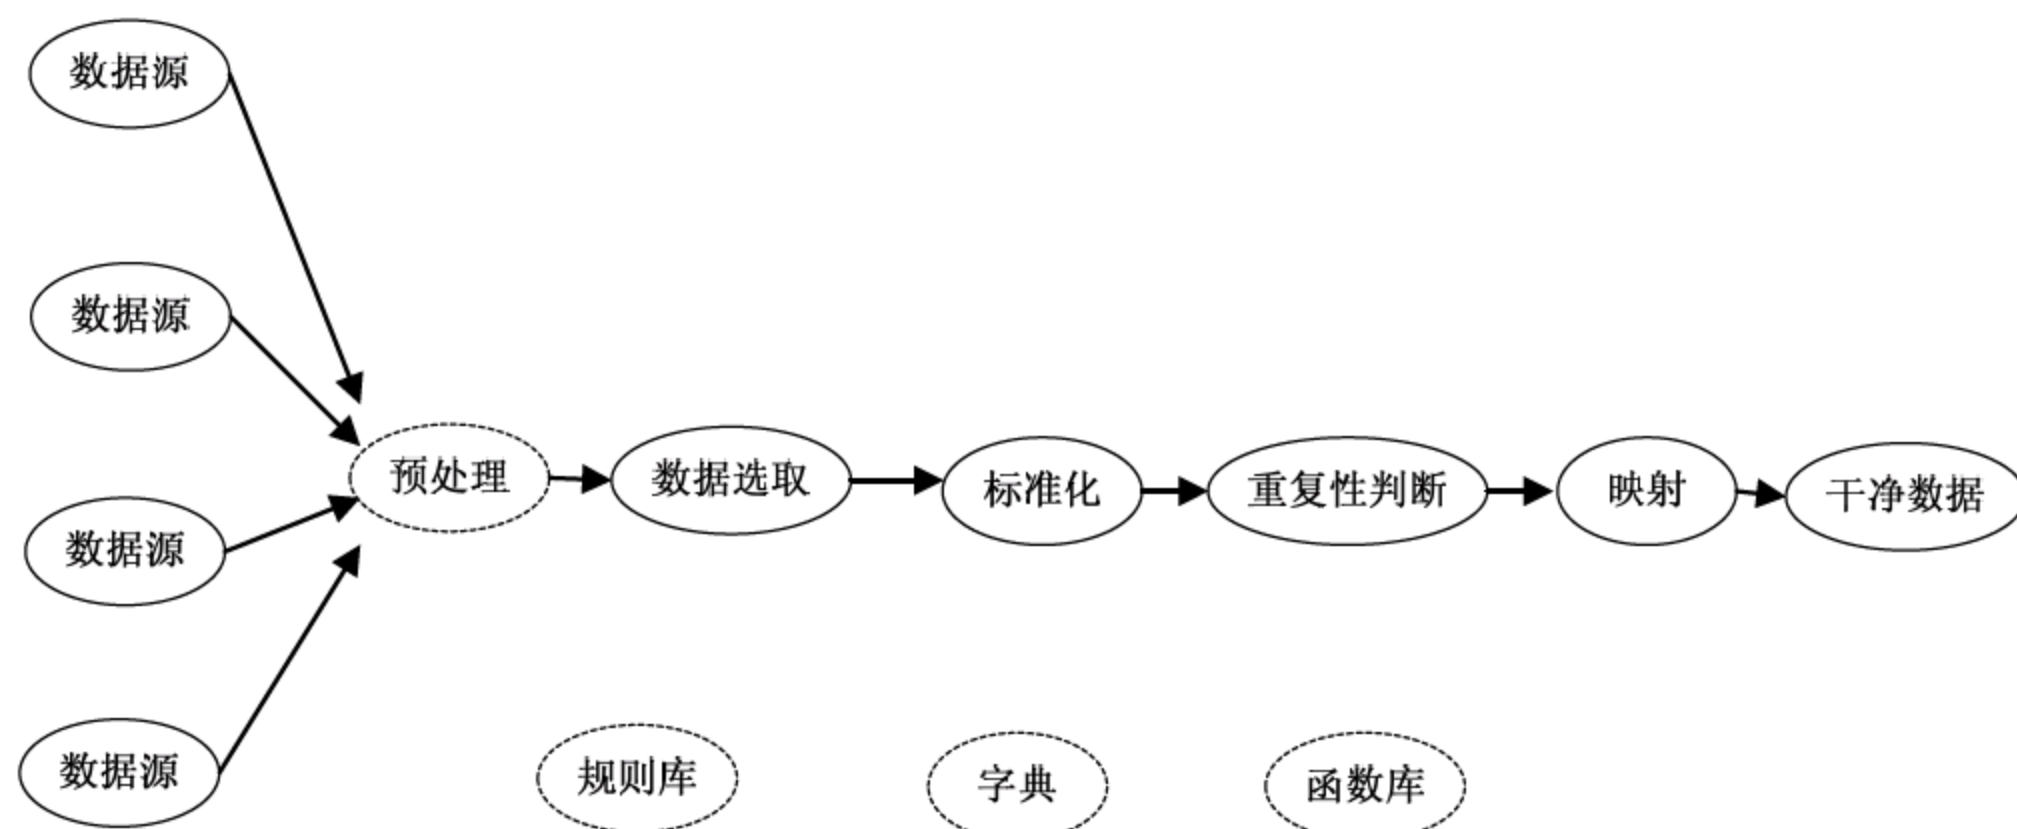 数据源
数据源
预处理
数据选取
标准化
重复性判断
映射
干净数据
数据源
数据源
规则库
字典
函数库